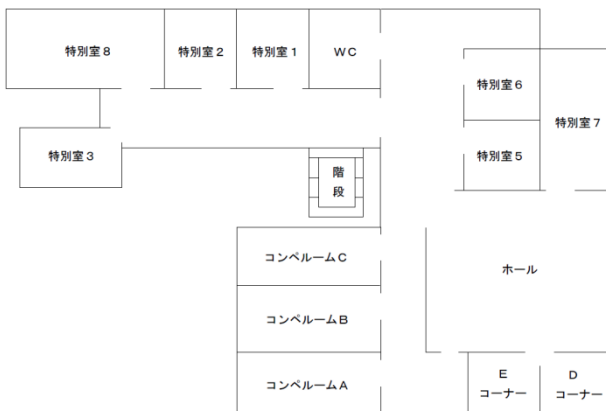 特別室８
特別室２
特別室１
ＷＣ
特別室６
特別室７
特別室３
特別室５
階
段
コンペルームＣ
ホール
コンペルームＢ
コンペルームＡ
Ｅ
コーナー
Ｄ
コーナー